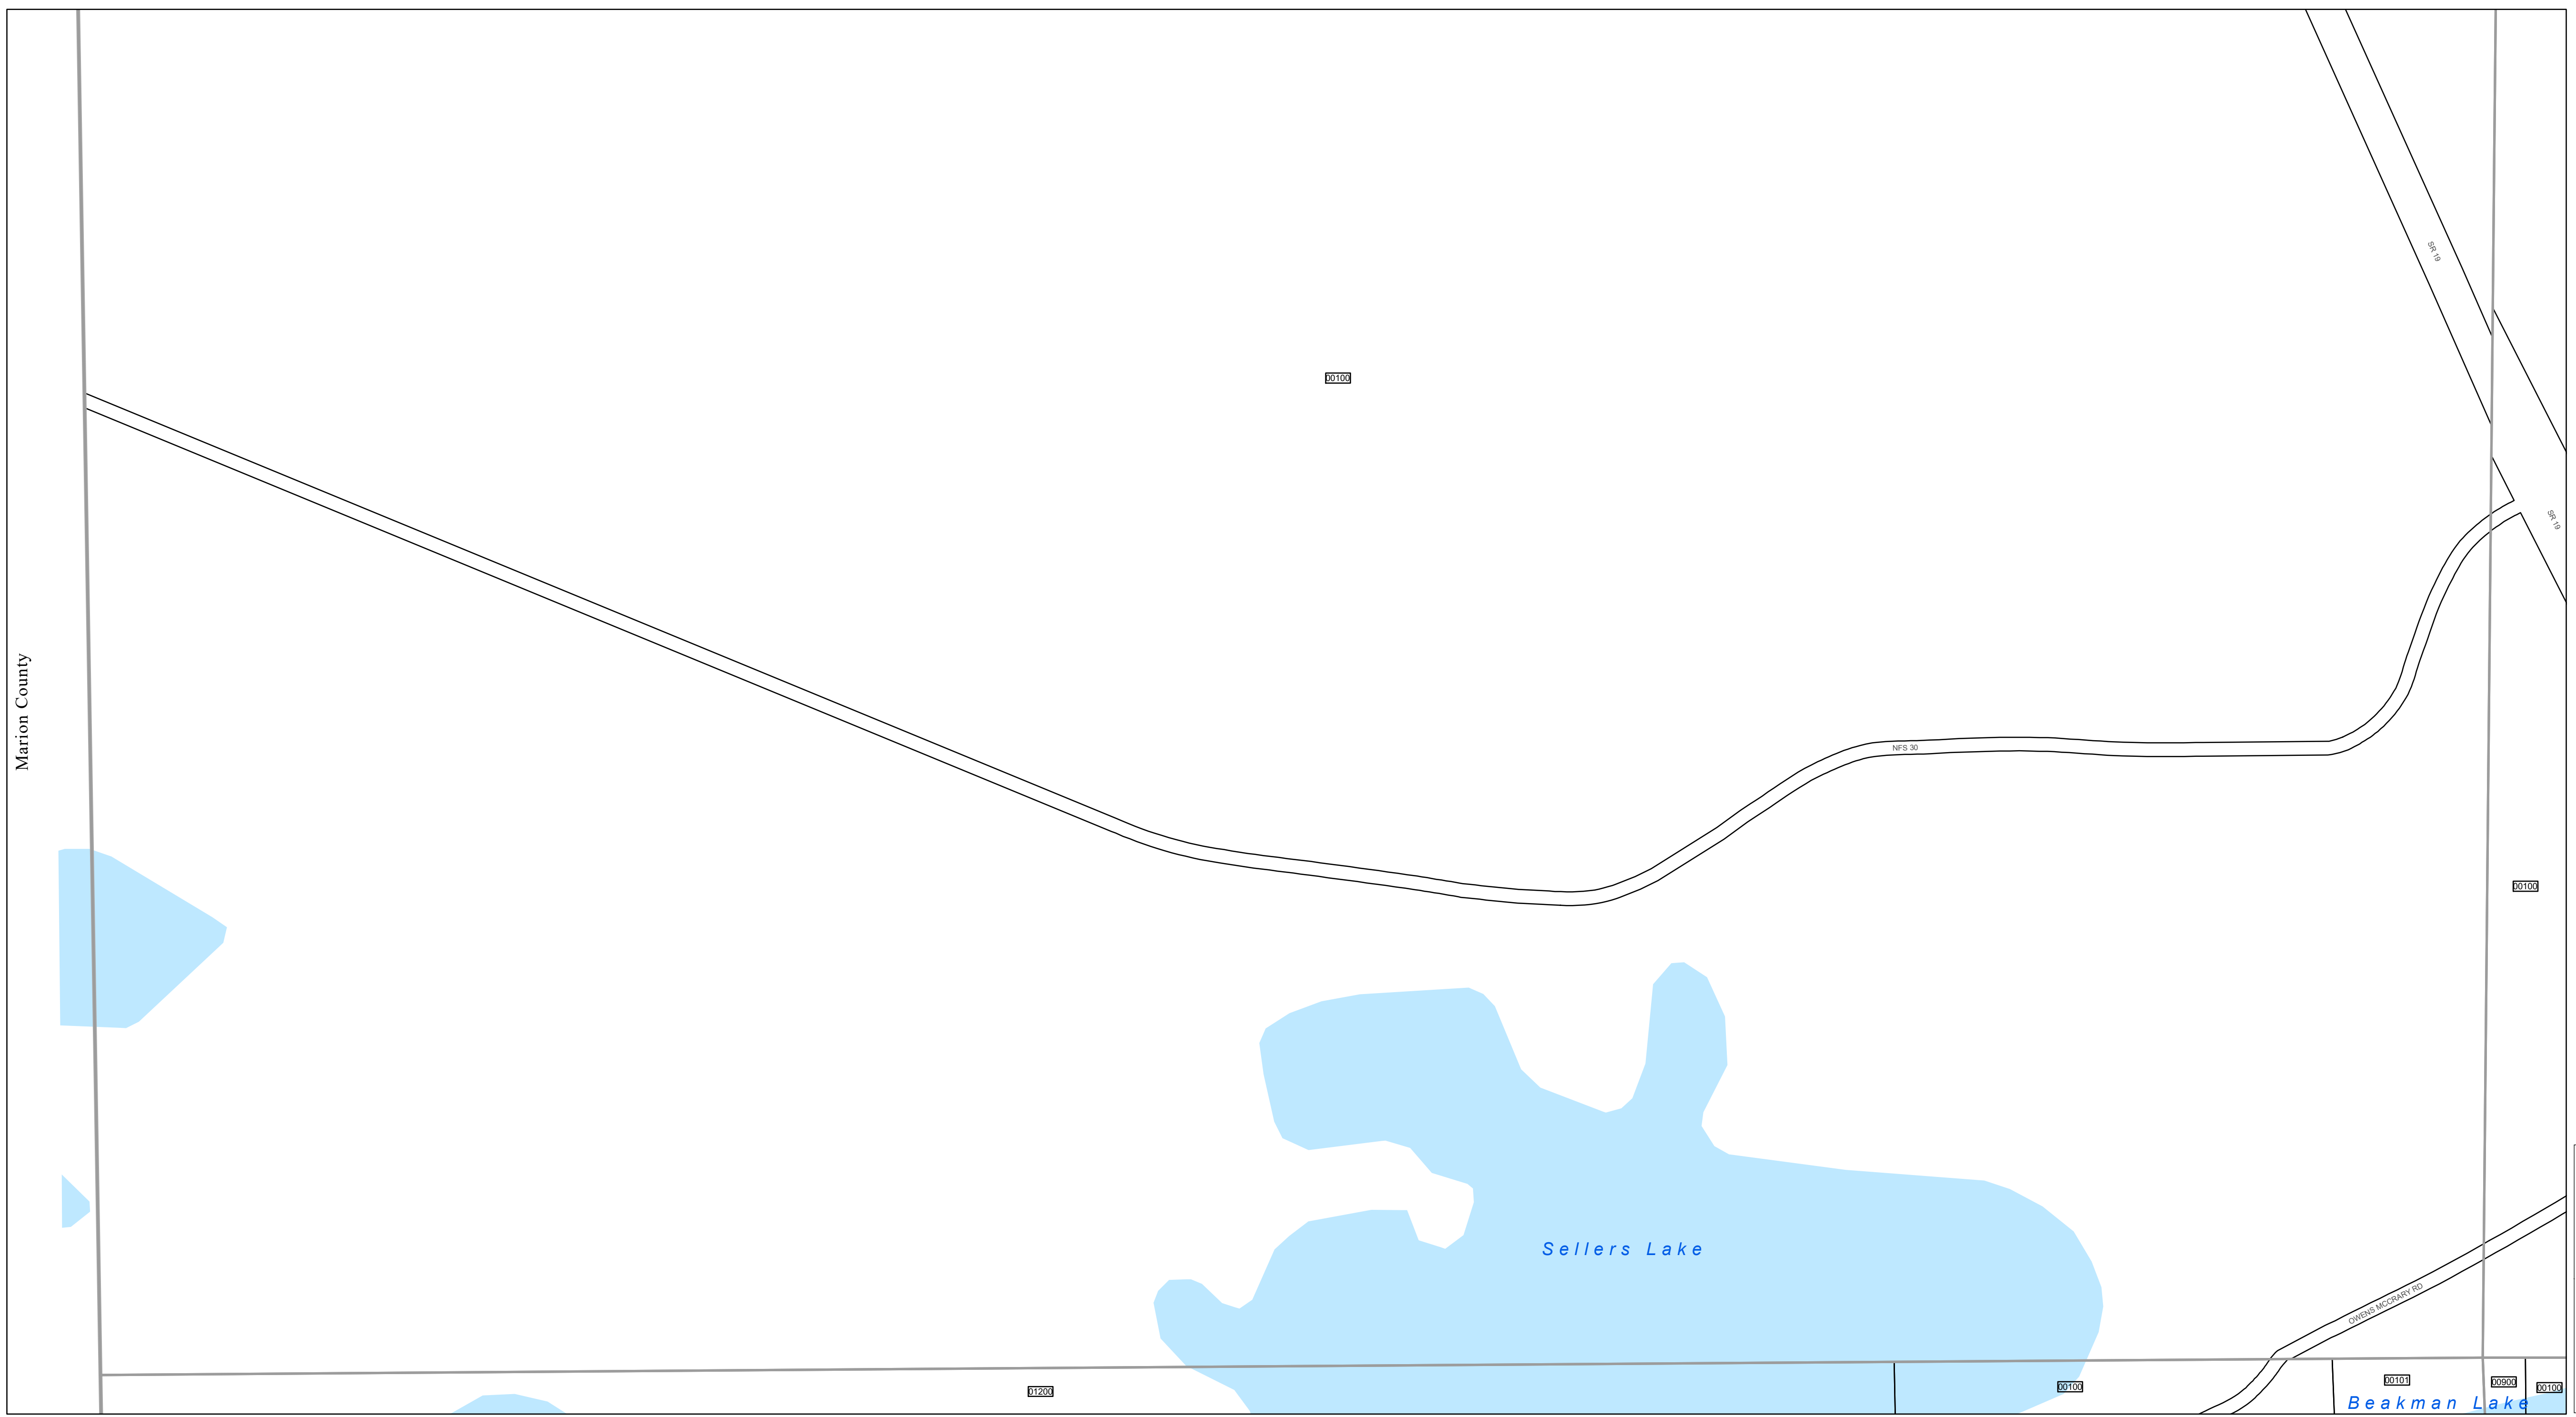 SR 19
00100
SR 19
Marion County
NFS 30
00100
Sellers Lake
OWENS MCCRARY RD
01200
00100
00101
00900
00100
Beakman Lake